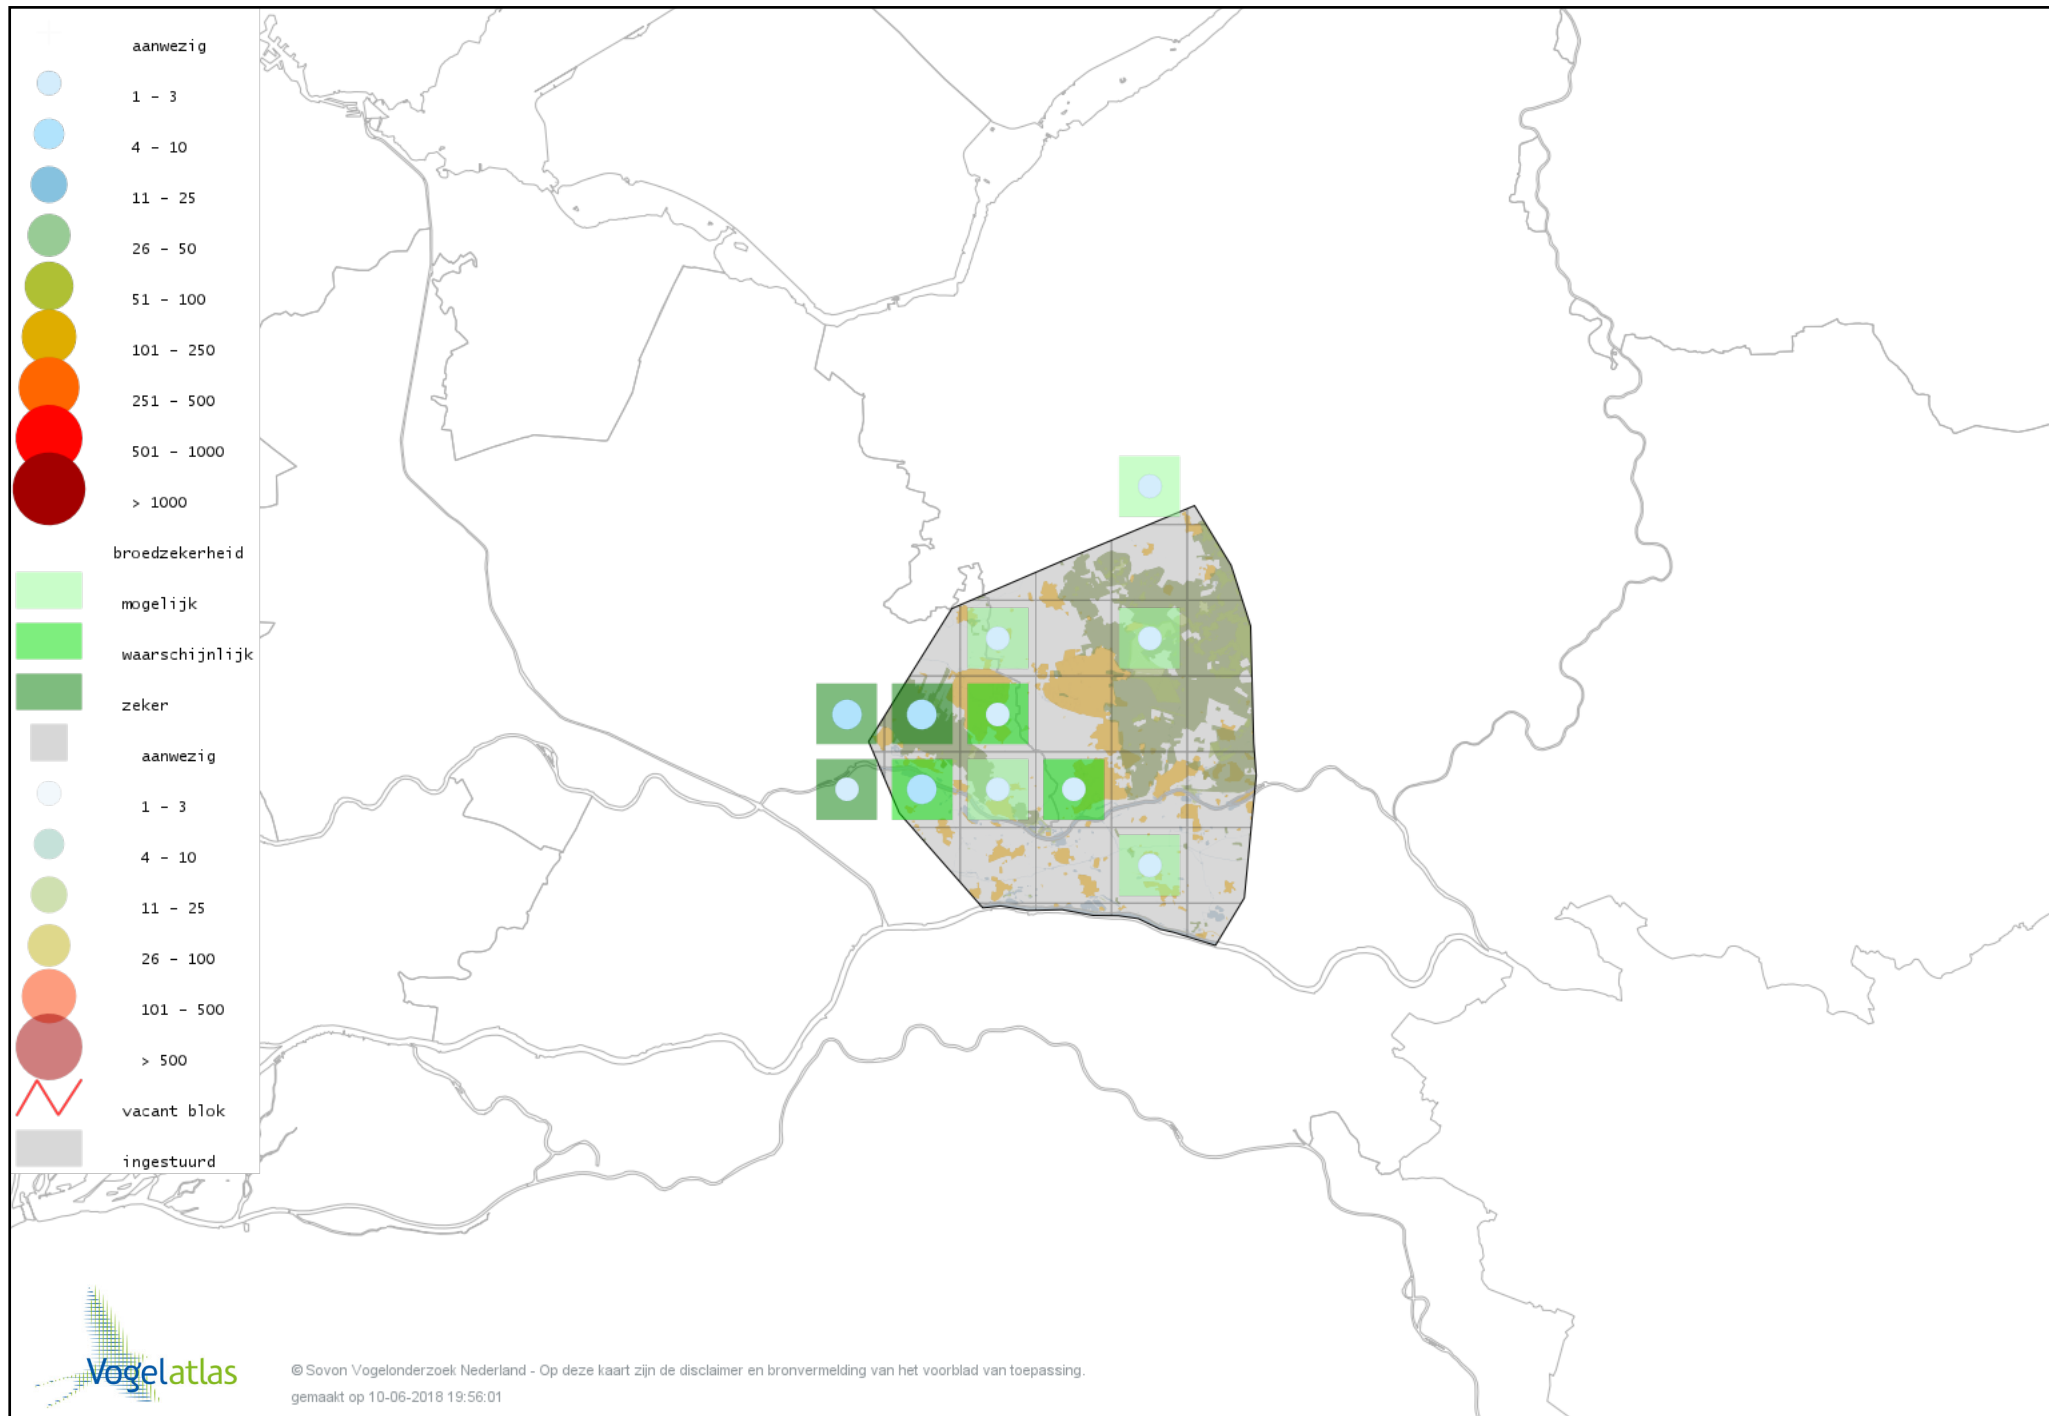 aanwezig
1 - 3
4 - 10
11 - 25
26 - 50
51 - 100
101 - 250
251 - 500
501 - 1000
> 1000
broedzekerheid
mogelijk
waarschijnlijk
zeker
aanwezig
1 - 3
4 - 10
11 - 25
26 - 100
101 - 500
> 500
vacant blok
ingestuurd
Vogelatlas
© Sovon Vogelonderzoek Nederland - Op deze kaart zijn de disclaimer en bronvermelding van het voorblad van toepassing.
gemaakt op 10-06-2018 19:56:01